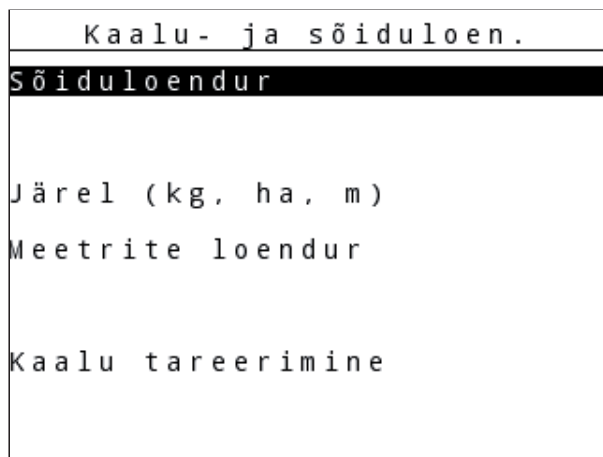 Kaalu- ja sõiduloen.
Sõiduloendur
Järel (kg, ha, m)
Meetrite loendur
Kaalu tareerimine